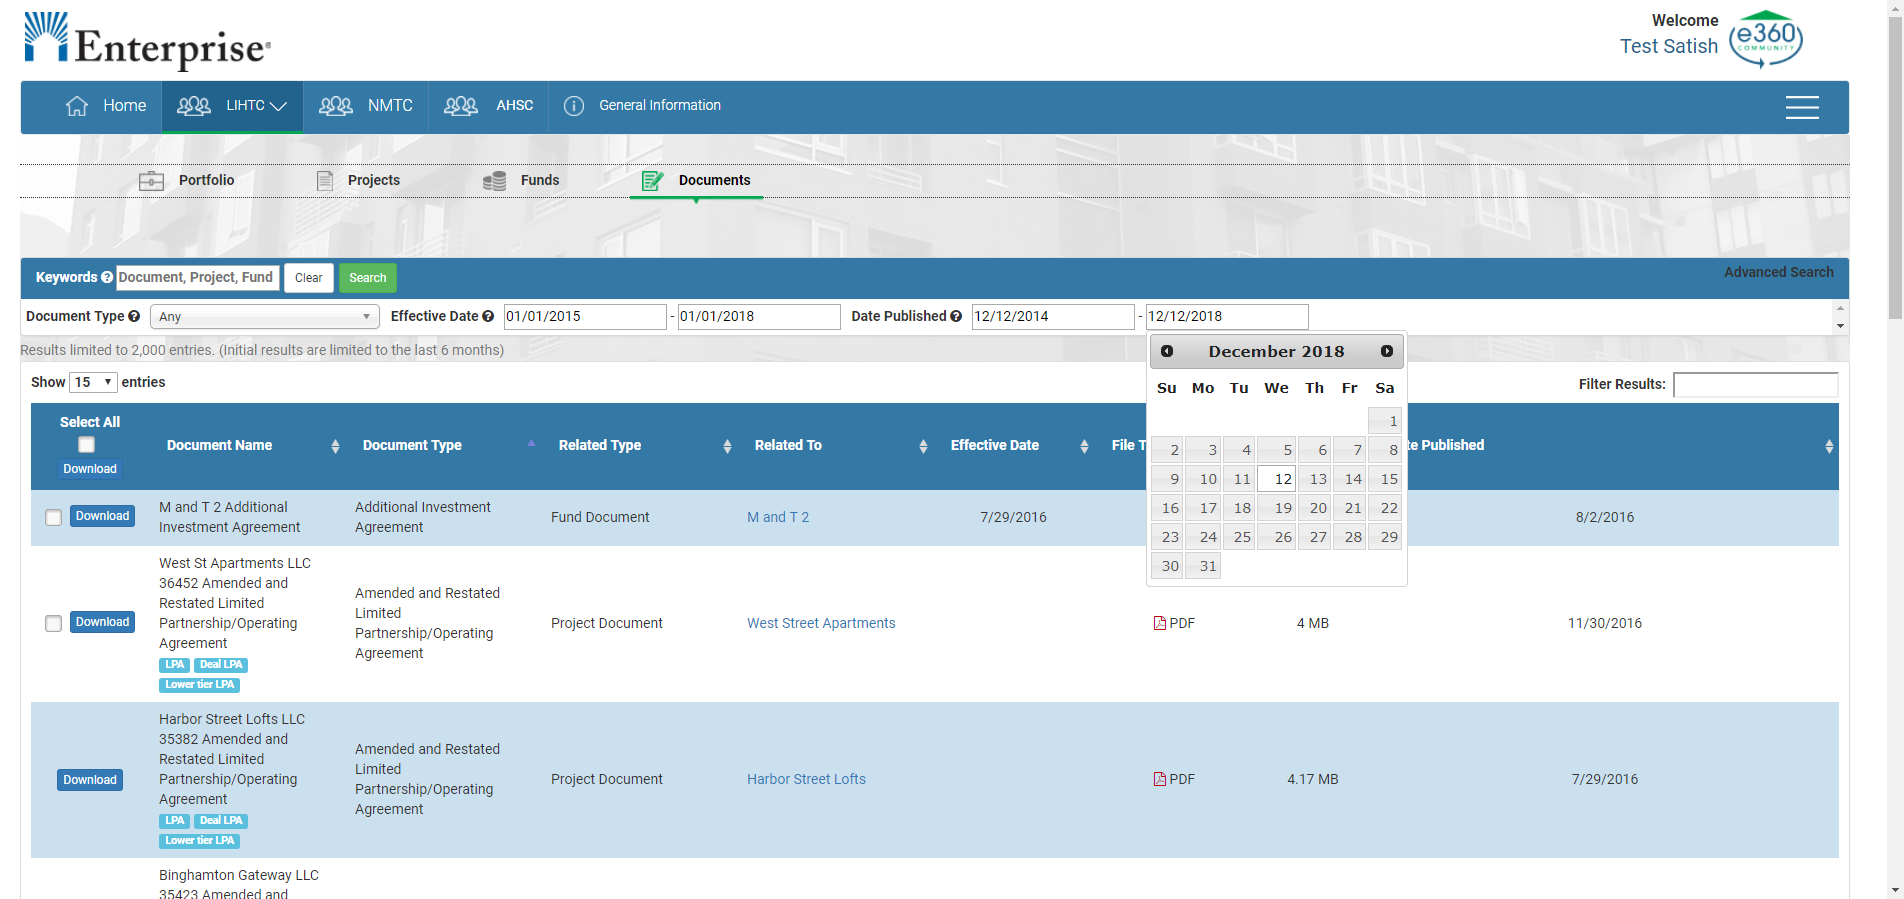 Enterprise®
Welcome
Test Satish
e360
COMMUNITY
Home
LIHTC
NMTC
AHSC
General Information
Portfolio
Projects
Funds
Documents
Keywords
Document, Project, Fund
Clear
Search
Advanced Search
Document Type
Any
Effective Date
01/01/2015 - 01/01/2018
Date Published
12/12/2014 - 12/12/2018
Results limited to 2,000 entries. (Initial results are limited to the last 6 months)
Show 15 entries
Filter Results:
December 2018
Su Mo Tu We Th Fr Sa
1
2 3 4 5 6 7 8
9 10 11 12 13 14 15
16 17 18 19 20 21 22
23 24 25 26 27 28 29
30 31
Select All
Download
Document Name
Document Type
Related Type
Related To
Effective Date
File T
te Published
Download
M and T 2 Additional
Investment Agreement
Additional Investment
Agreement
Fund Document
M and T 2
7/29/2016
8/2/2016
Download
West St Apartments LLC
36452 Amended and
Restated Limited
Partnership/Operating
Agreement
LPA Deal LPA
Lower tier LPA
Amended and Restated
Limited
Partnership/Operating
Agreement
Project Document
West Street Apartments
PDF
4 MB
11/30/2016
Download
Harbor Street Lofts LLC
35382 Amended and
Restated Limited
Partnership/Operating
Agreement
LPA Deal LPA
Lower tier LPA
Amended and Restated
Limited
Partnership/Operating
Agreement
Project Document
Harbor Street Lofts
PDF
4.17 MB
7/29/2016
Binghamton Gateway LLC
35423 Amended and